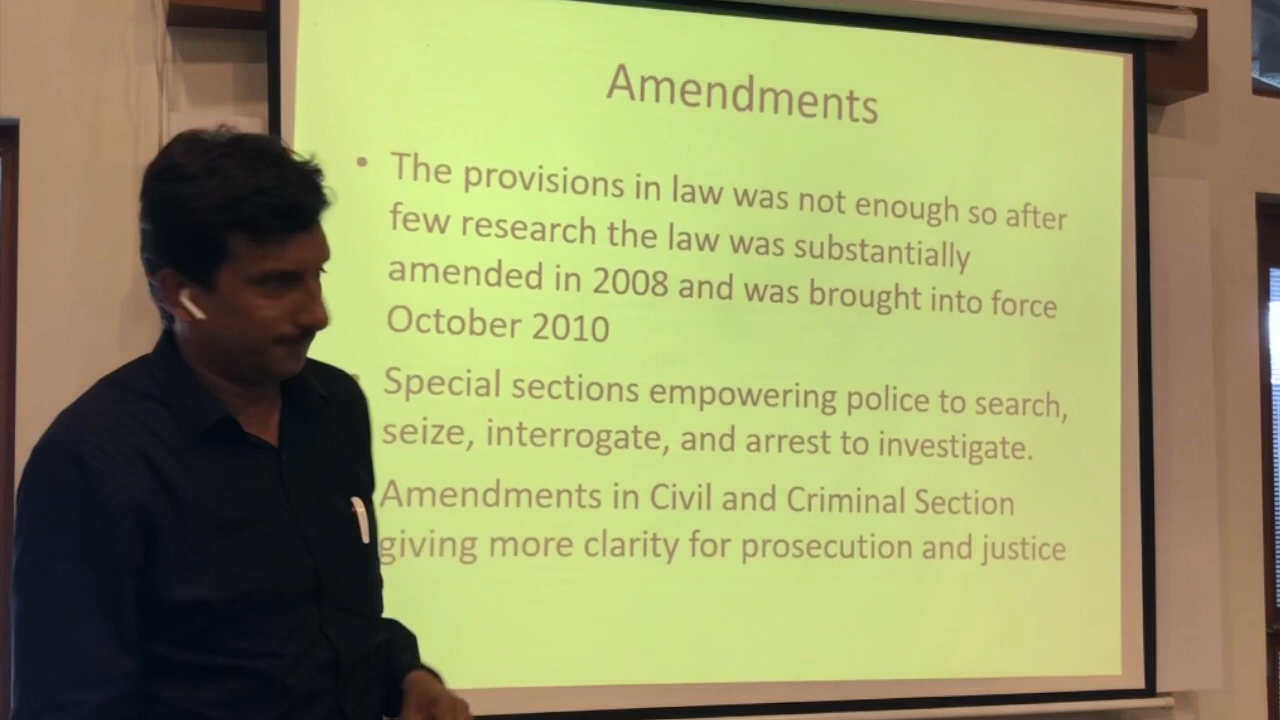 Amendments
• The provisions in law was not enough so after
few research the law was substantially
amended in 2008 and was brought into force
October 2010
• Special sections empowering police to search,
seize, interrogate, and arrest to investigate.
Amendments in Civil and Criminal Section
giving more clarity for prosecution and justice